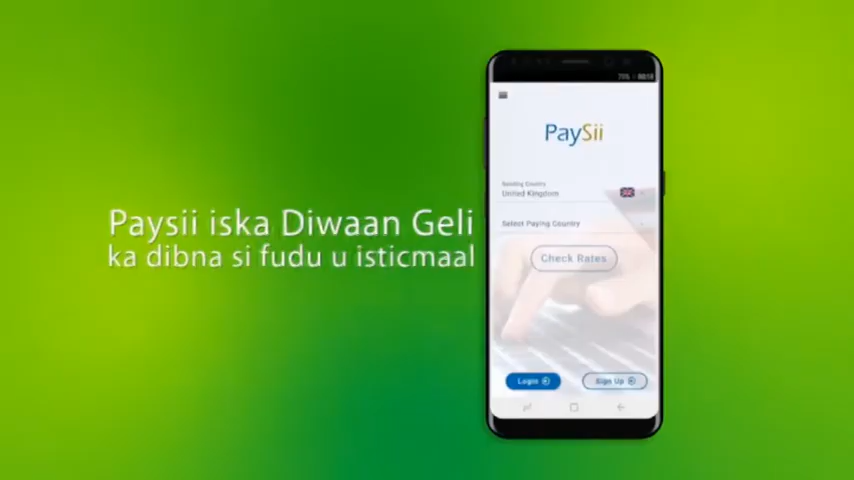 Paysii iska Diwaan Geli
ka dibna si fudu u isticmaal
PaySii
Sending Country
United Kingdom
Select Paying Country
Check Rates
Login
Sign Up